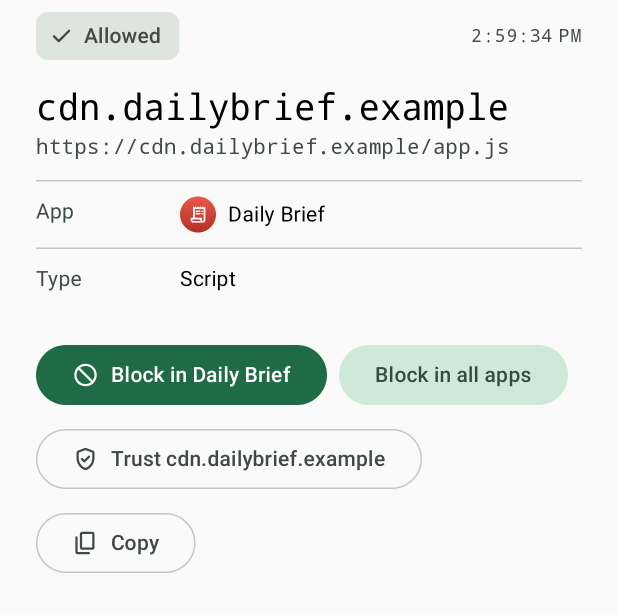 Allowed
2:59:34 PM
cdn.dailybrief.example
https://cdn.dailybrief.example/app.js
App
Daily Brief
Type
Script
Block in Daily Brief
Block in all apps
Trust cdn.dailybrief.example
Copy